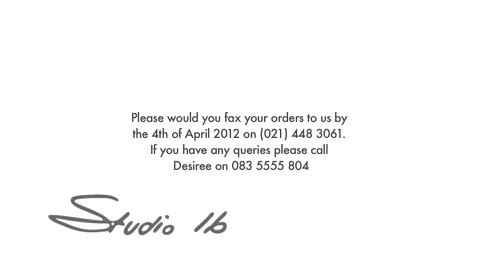 Please would you fax your orders to us by
the 4th of April 2012 on (021) 448 3061.
If you have any queries please call
Desiree on 083 5555 804
Studio 16